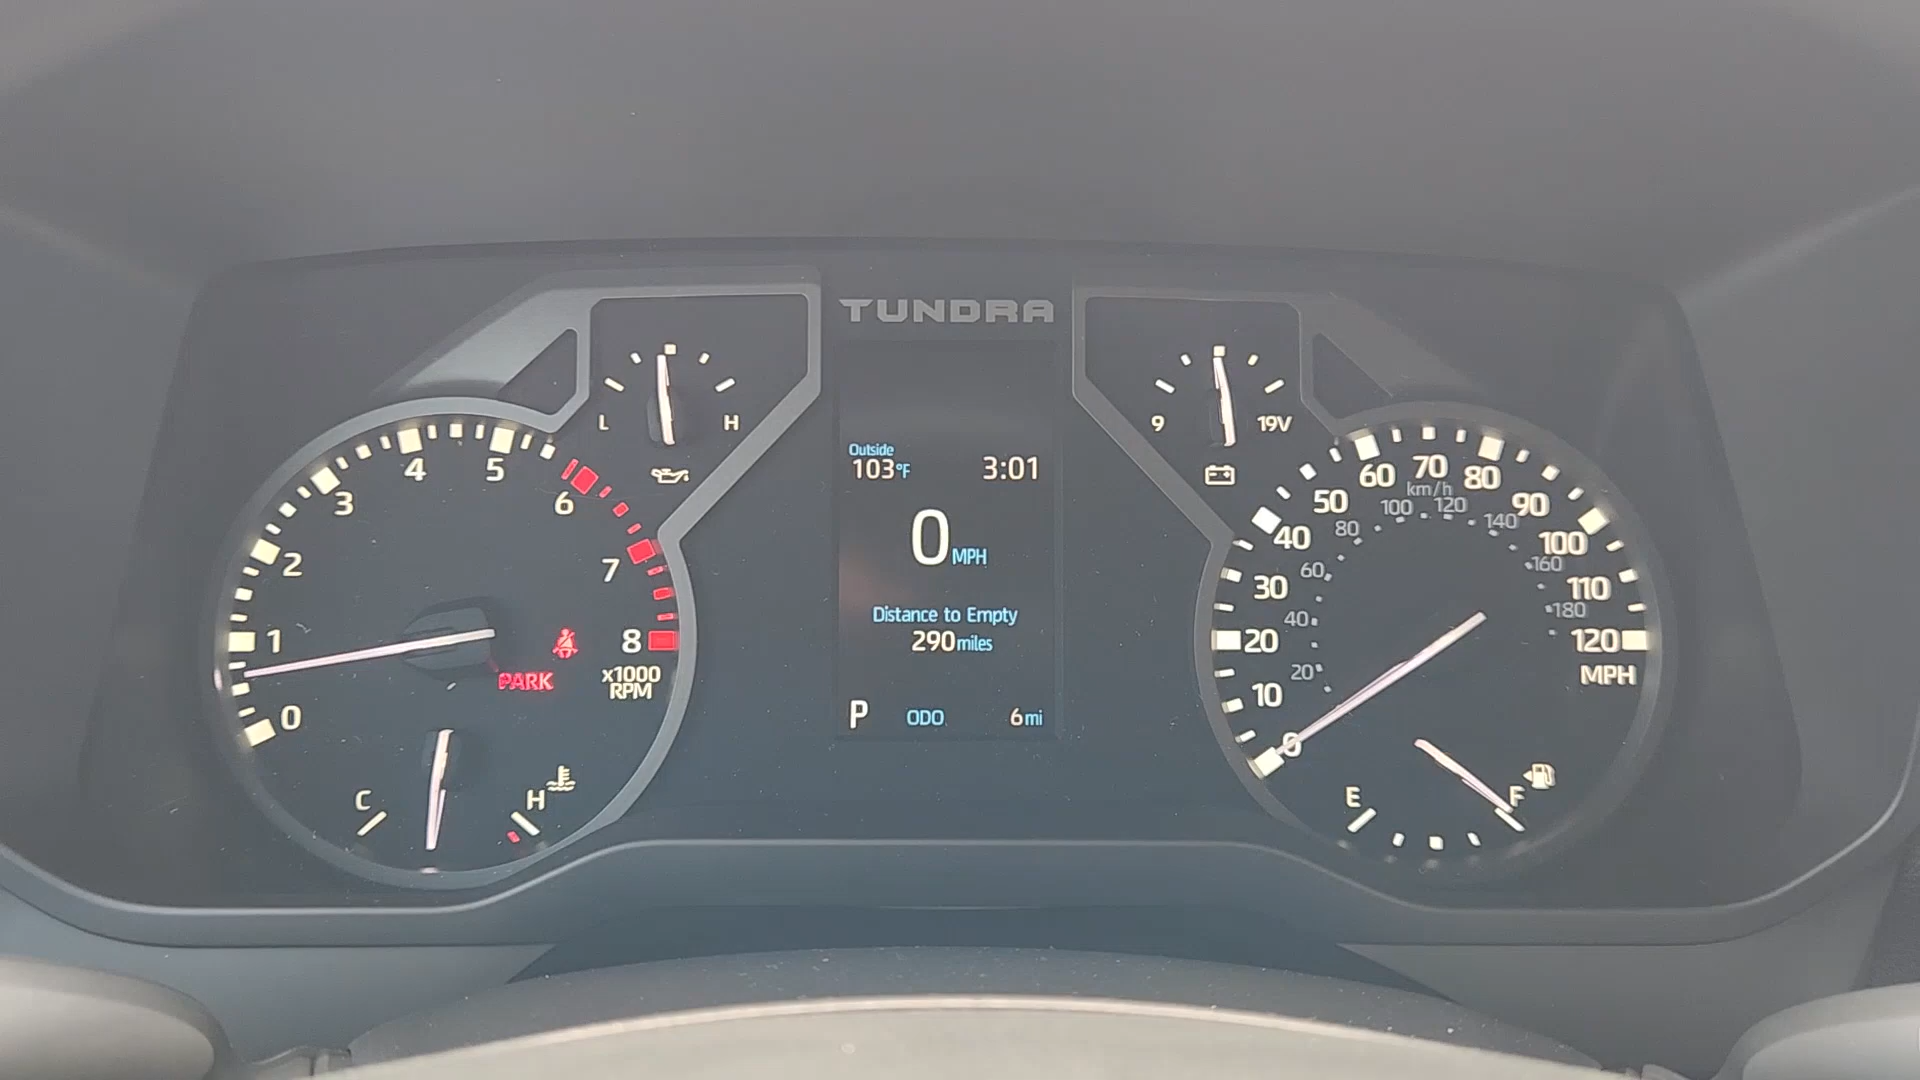 TUNDRA
L H
9 19V
Outside
103°F 3:01
0 MPH
Distance to Empty
290 miles
P ODO 6 mi
0 1 2 3 4 5 6 7 8
x1000
RPM
PARK
C H
0 10 20 30 40 50 60 70 80 90 100 110 120
MPH
km/h
20 40 60 80 100 120 140 160 180
E F